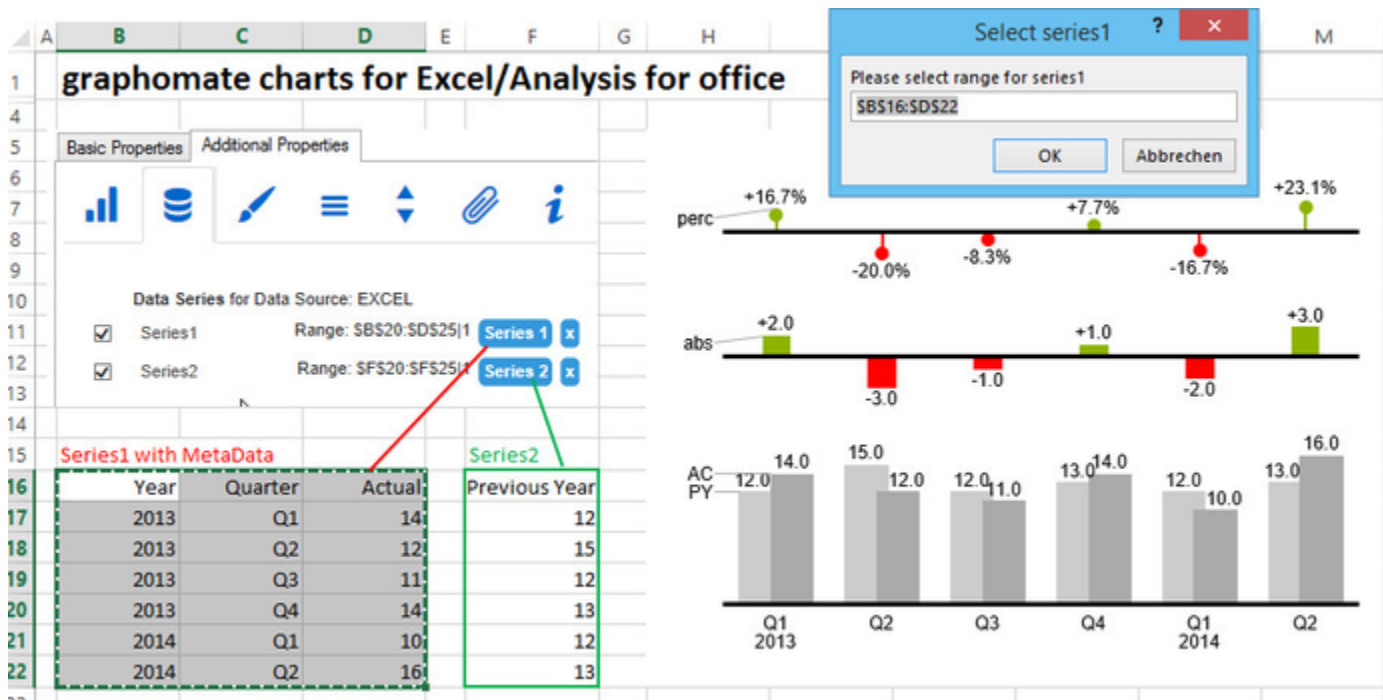 A B C D E F G H M
Select series1 ? x
1 graphomate charts for Excel/Analysis for office
Please select range for series1
$B$16:$D$22
OK Abbrechen
4
5 Basic Properties Additional Properties
6
7
8
9
10 Data Series for Data Source: EXCEL
11 Series1 Range: $B$20:$D$25|1 Series 1 x
12 Series2 Range: $F$20:$F$25|1 Series 2 x
13
14
15 Series1 with MetaData Series2
16 Year Quarter Actual Previous Year
17 2013 Q1 14 12
18 2013 Q2 12 15
19 2013 Q3 11 12
20 2013 Q4 14 13
21 2014 Q1 10 12
22 2014 Q2 16 13
perc +16.7% -20.0% -8.3% +7.7% -16.7% +23.1%
abs +2.0 -3.0 -1.0 +1.0 -2.0 +3.0
AC
PY
12.0 14.0 15.0 12.0 12.0 11.0 13.0 14.0 12.0 10.0 13.0 16.0
Q1 Q2 Q3 Q4 Q1 Q2
2013 2014